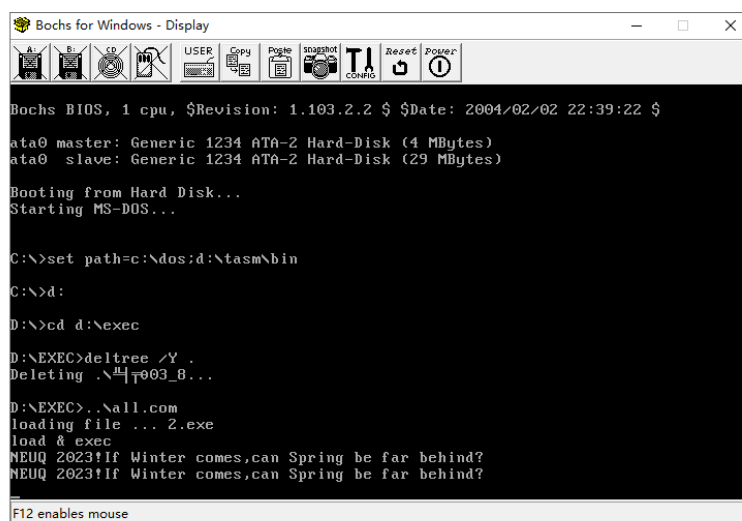 Bochs for Windows - Display
A: B: CD USER Copy Paste snapshot CONFIG Reset Power
Bochs BIOS, 1 cpu, $Revision: 1.103.2.2 $ $Date: 2004/02/02 22:39:22 $
ata0 master: Generic 1234 ATA-2 Hard-Disk (4 MBytes)
ata0  slave: Generic 1234 ATA-2 Hard-Disk (29 MBytes)
Booting from Hard Disk...
Starting MS-DOS...
C:\>set path=c:\dos;d:\tasm\bin
C:\>d:
D:\>cd d:\exec
D:\EXEC>deltree /Y .
Deleting .\╩┤╤003_8...
D:\EXEC>..\all.com
loading file ... 2.exe
load & exec
NEUQ 2023!If Winter comes,can Spring be far behind?
NEUQ 2023!If Winter comes,can Spring be far behind?
F12 enables mouse